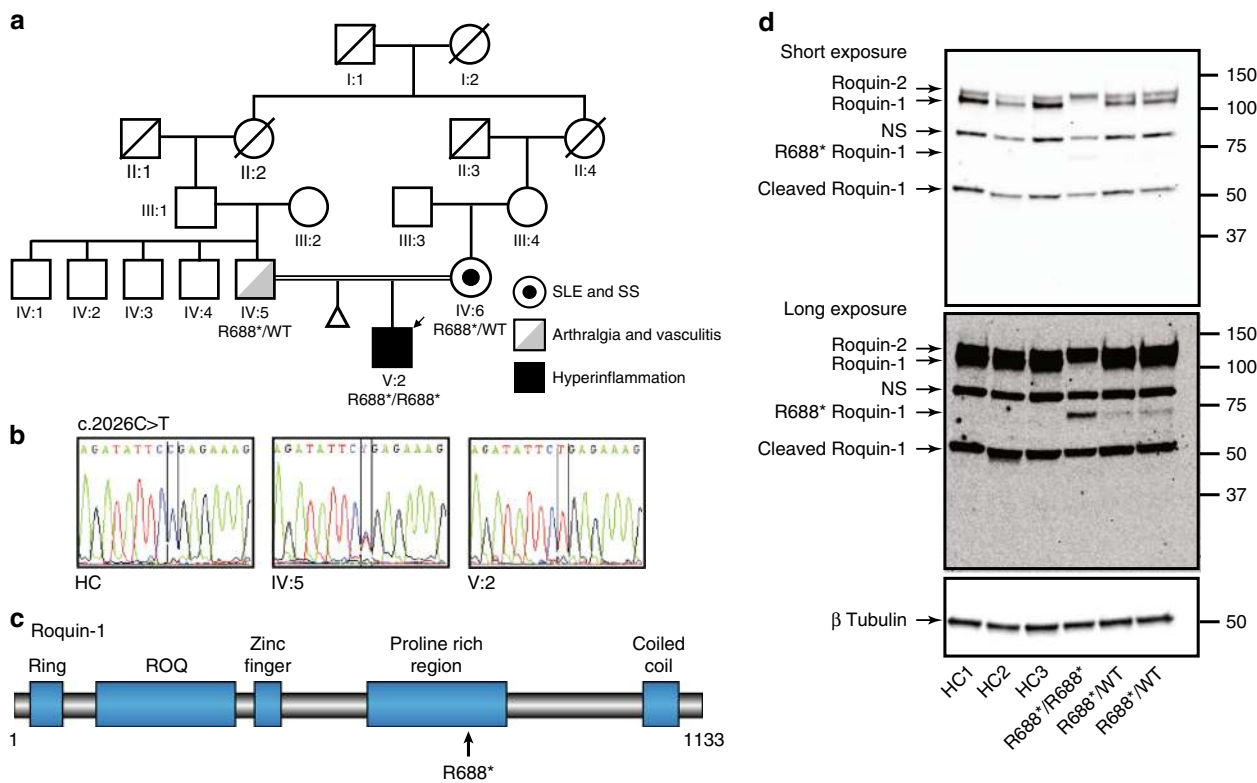 a
I:1
I:2
II:1
II:2
II:3
II:4
III:1
III:2
III:3
III:4
IV:1
IV:2
IV:3
IV:4
IV:5
R688*/WT
IV:6
R688*/WT
V:2
R688*/R688*
SLE and SS
Arthralgia and vasculitis
Hyperinflammation
b
c.2026C>T
AGATATTCCGAGAAAG
AGATATTCYGAGAAAG
AGATATTCTGAGAAAG
HC
IV:5
V:2
c
Roquin-1
Ring
ROQ
Zinc
finger
Proline rich
region
Coiled
coil
1
1133
R688*
d
Short exposure
Roquin-2
Roquin-1
NS
R688* Roquin-1
Cleaved Roquin-1
150
100
75
50
37
Long exposure
Roquin-2
Roquin-1
NS
R688* Roquin-1
Cleaved Roquin-1
150
100
75
50
37
β Tubulin
50
HC1
HC2
HC3
R688*/R688*
R688*/WT
R688*/WT